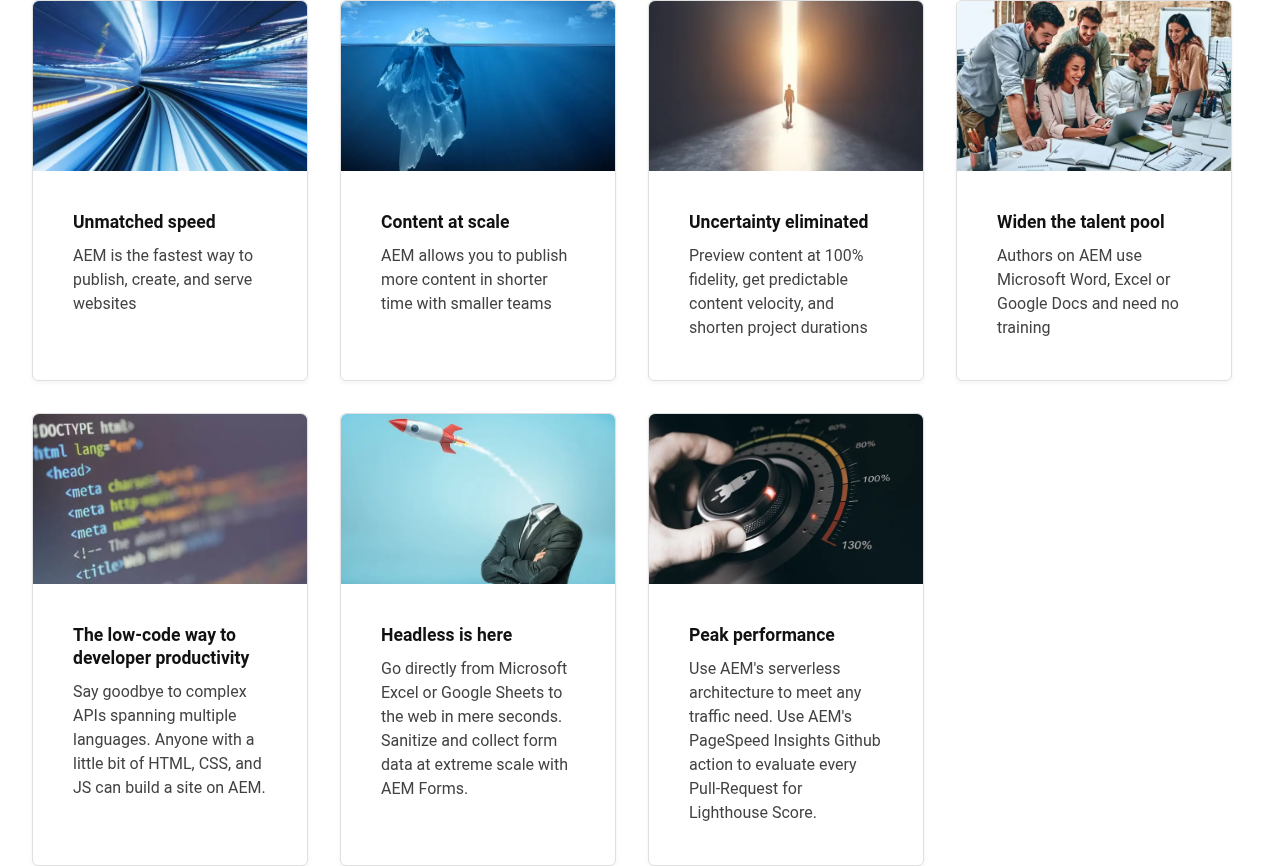 Unmatched speed
AEM is the fastest way to
publish, create, and serve
websites
Content at scale
AEM allows you to publish
more content in shorter
time with smaller teams
Uncertainty eliminated
Preview content at 100%
fidelity, get predictable
content velocity, and
shorten project durations
Widen the talent pool
Authors on AEM use
Microsoft Word, Excel or
Google Docs and need no
training
!DOCTYPE html>
html lang="en"
<head>
<meta
<meta
<meta name=
<!-- The
<title>Web Design
The low-code way to
developer productivity
Say goodbye to complex
APIs spanning multiple
languages. Anyone with a
little bit of HTML, CSS, and
JS can build a site on AEM.
Headless is here
Go directly from Microsoft
Excel or Google Sheets to
the web in mere seconds.
Sanitize and collect form
data at extreme scale with
AEM Forms.
40%
60%
80%
100%
130%
Peak performance
Use AEM's serverless
architecture to meet any
traffic need. Use AEM's
PageSpeed Insights Github
action to evaluate every
Pull-Request for
Lighthouse Score.